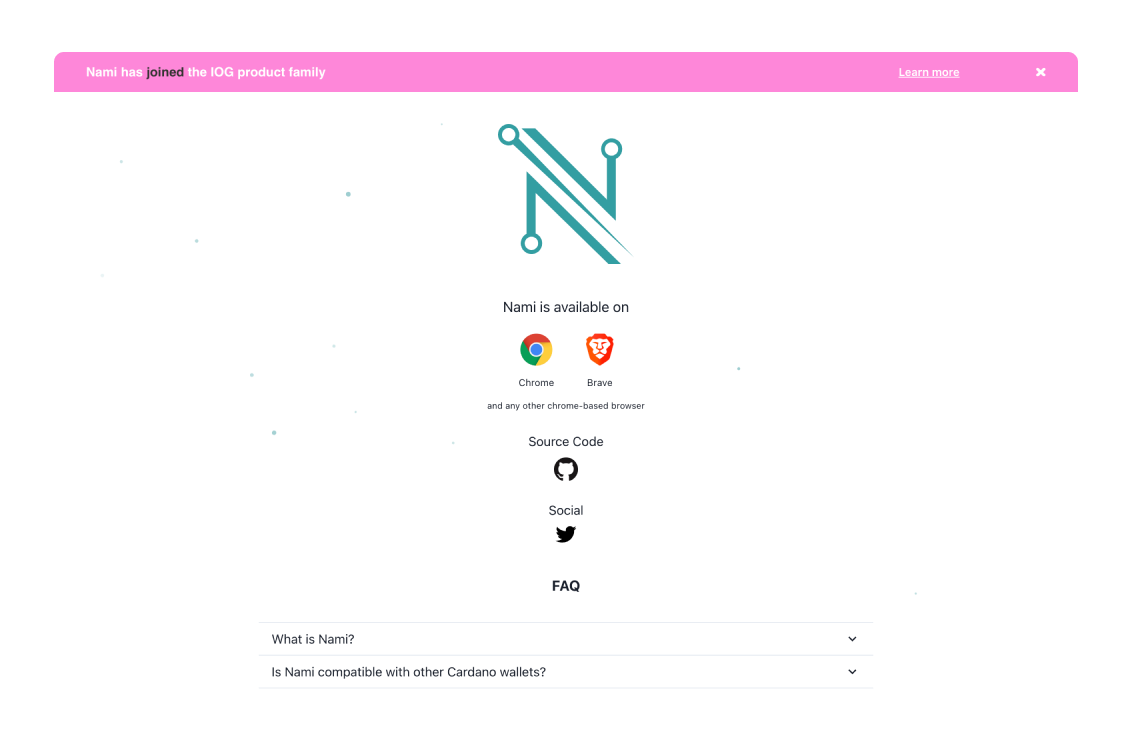 Nami has joined the IOG product family
Learn more
Nami is available on
Chrome
Brave
and any other chrome-based browser
Source Code
Social
FAQ
What is Nami?
Is Nami compatible with other Cardano wallets?